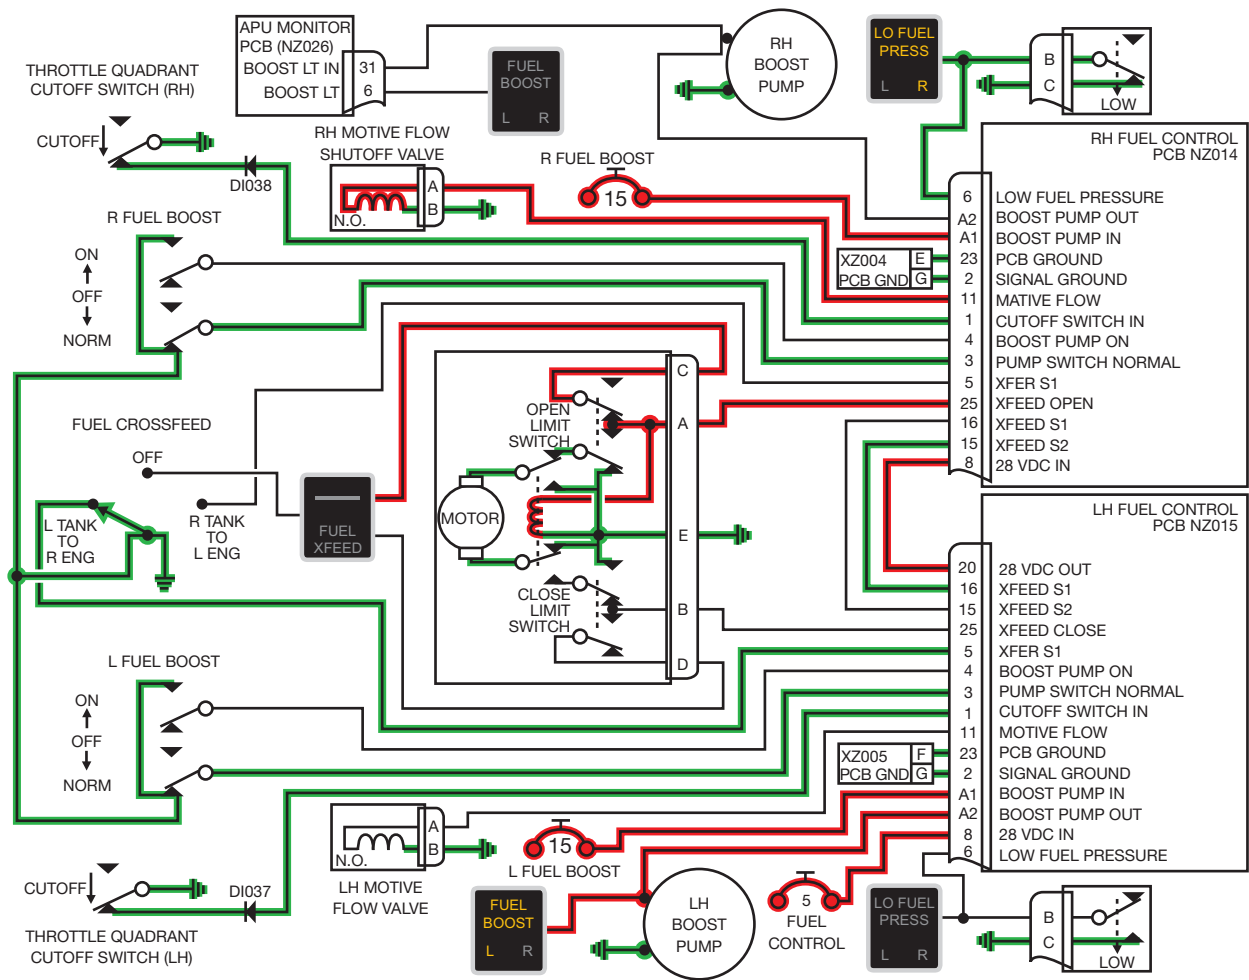 APU MONITOR
PCB (NZ026)
BOOST LT IN 31
BOOST LT 6
FUEL
BOOST
L R
RH
BOOST
PUMP
LO FUEL
PRESS
L R
B
C
LOW
THROTTLE QUADRANT
CUTOFF SWITCH (RH)
CUTOFF
DI038
RH MOTIVE FLOW
SHUTOFF VALVE
A
B
N.O.
R FUEL BOOST
15
RH FUEL CONTROL
PCB NZ014
6 LOW FUEL PRESSURE
A2 BOOST PUMP OUT
A1 BOOST PUMP IN
23 PCB GROUND
2 SIGNAL GROUND
11 MATIVE FLOW
1 CUTOFF SWITCH IN
4 BOOST PUMP ON
3 PUMP SWITCH NORMAL
5 XFER S1
25 XFEED OPEN
16 XFEED S1
15 XFEED S2
8 28 VDC IN
XZ004 E
PCB GND G
R FUEL BOOST
ON
OFF
NORM
FUEL CROSSFEED
OFF
L TANK
TO
R ENG
R TANK
TO
L ENG
FUEL
XFEED
MOTOR
OPEN
LIMIT
SWITCH
CLOSE
LIMIT
SWITCH
C
A
E
B
D
LH FUEL CONTROL
PCB NZ015
20 28 VDC OUT
16 XFEED S1
15 XFEED S2
25 XFEED CLOSE
5 XFER S1
4 BOOST PUMP ON
3 PUMP SWITCH NORMAL
1 CUTOFF SWITCH IN
11 MOTIVE FLOW
23 PCB GROUND
2 SIGNAL GROUND
A1 BOOST PUMP IN
A2 BOOST PUMP OUT
8 28 VDC IN
6 LOW FUEL PRESSURE
XZ005 F
PCB GND G
L FUEL BOOST
ON
OFF
NORM
A
B
N.O.
LH MOTIVE
FLOW VALVE
15
L FUEL BOOST
CUTOFF
DI037
THROTTLE QUADRANT
CUTOFF SWITCH (LH)
FUEL
BOOST
L R
LH
BOOST
PUMP
5
FUEL
CONTROL
LO FUEL
PRESS
L R
B
C
LOW